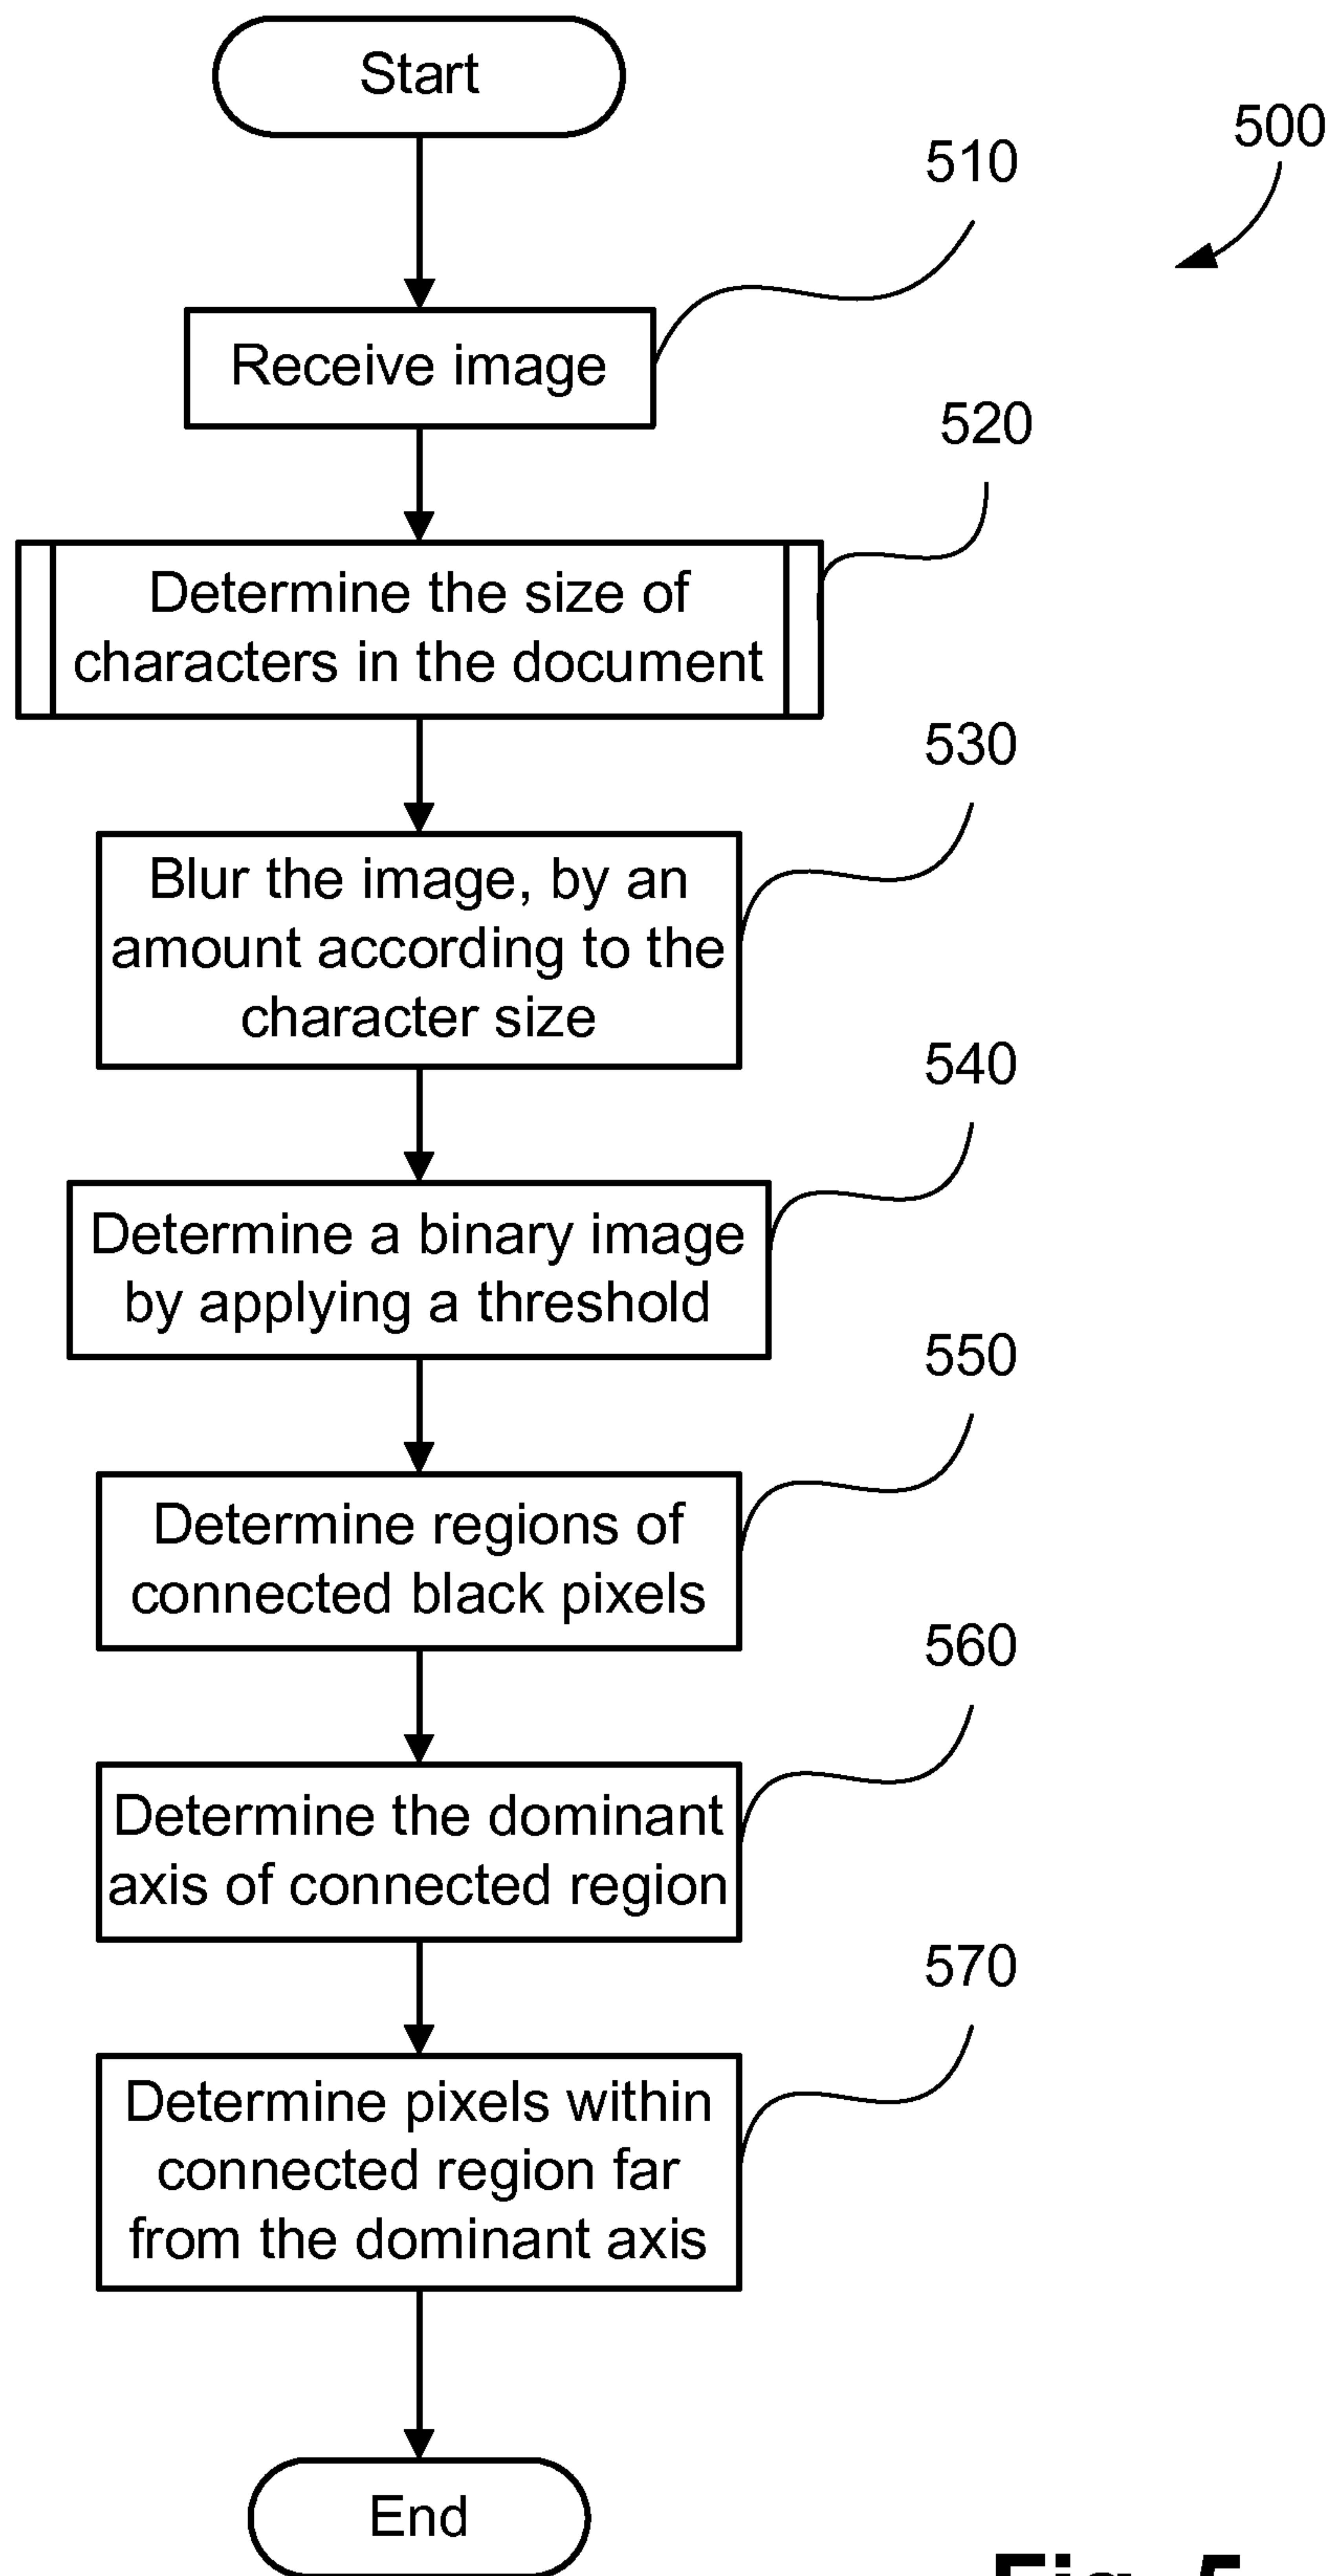 Start
500
510
Receive image
520
Determine the size of
characters in the document
530
Blur the image, by an
amount according to the
character size
540
Determine a binary image
by applying a threshold
550
Determine regions of
connected black pixels
560
Determine the dominant
axis of connected region
570
Determine pixels within
connected region far
from the dominant axis
End
Fig. 5